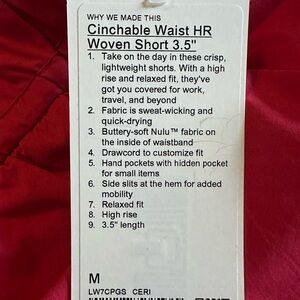 WHY WE MADE THIS
Cinchable Waist HR
Woven Short 3.5"
1. Take on the day in these crisp,
lightweight shorts. With a high
rise and relaxed fit, they've
got you covered for work,
travel, and beyond
2. Fabric is sweat-wicking and
quick-drying
3. Buttery-soft Nulu™ fabric on
the inside of waistband
4. Drawcord to customize fit
5. Hand pockets with hidden pocket
for small items
6. Side slits at the hem for added
mobility
7. Relaxed fit
8. High rise
9. 3.5" length
M
LW7CPGS CERI